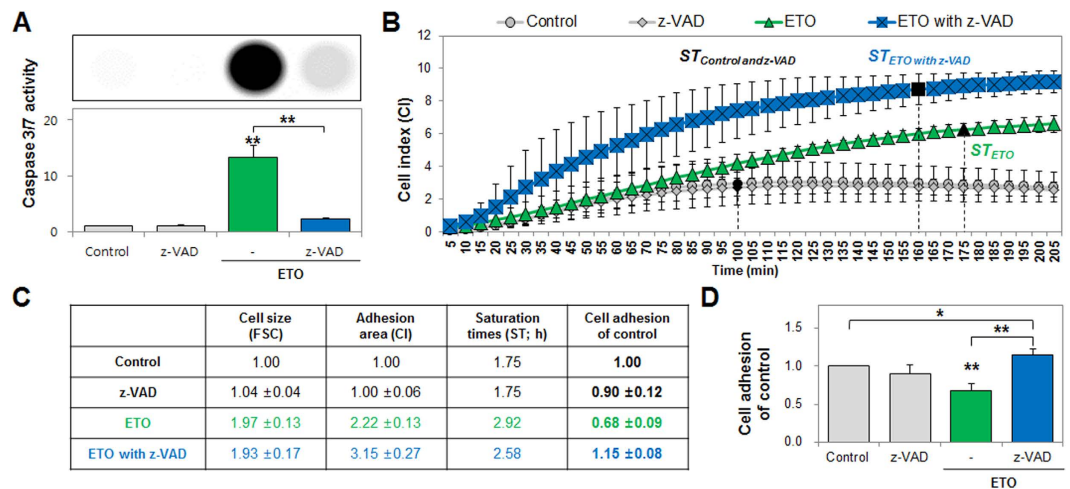 A
Caspase 3/7 activity
20
10
0
**
**
Control
z-VAD
-
z-VAD
ETO
B
Control
z-VAD
ETO
ETO with z-VAD
Cell index (CI)
12
10
8
6
4
2
0
ST Control and z-VAD
ST ETO with z-VAD
ST ETO
5 10 15 20 25 30 35 40 45 50 55 60 65 70 75 80 85 90 95 100 105 110 115 120 125 130 135 140 145 150 155 160 165 170 175 180 185 190 195 200 205
Time (min)
C
Cell size (FSC) Adhesion area (CI) Saturation times (ST; h) Cell adhesion of control
Control 1.00 1.00 1.75 1.00
z-VAD 1.04 ±0.04 1.00 ±0.06 1.75 0.90 ±0.12
ETO 1.97 ±0.13 2.22 ±0.13 2.92 0.68 ±0.09
ETO with z-VAD 1.93 ±0.17 3.15 ±0.27 2.58 1.15 ±0.08
D
Cell adhesion of control
1.5
1.0
0.5
0.0
*
**
**
Control
z-VAD
-
z-VAD
ETO